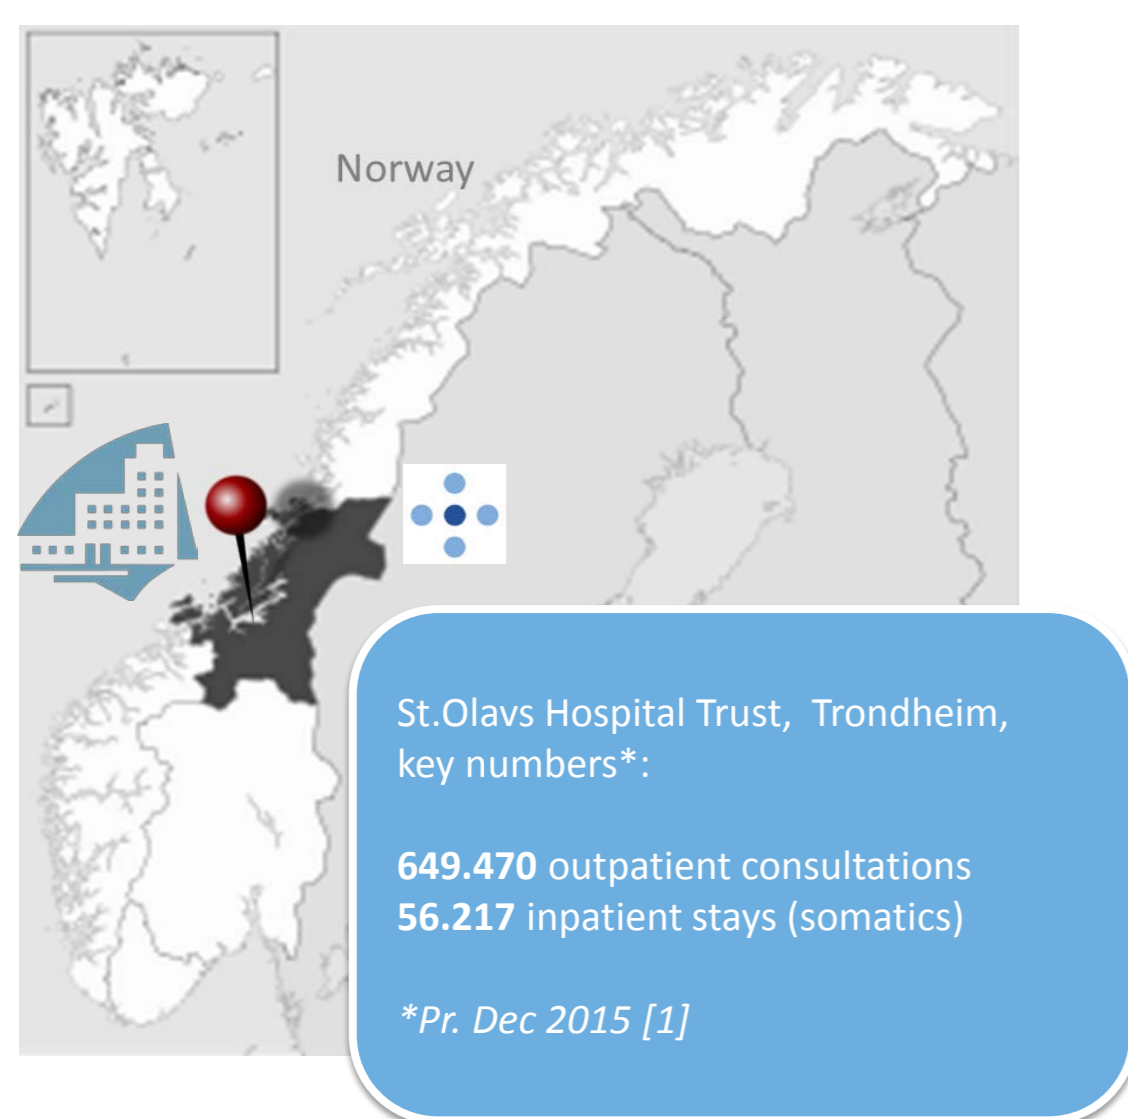 Norway
St.Olavs Hospital Trust,  Trondheim,
key numbers*:
649.470 outpatient consultations
56.217 inpatient stays (somatics)
*Pr. Dec 2015 [1]